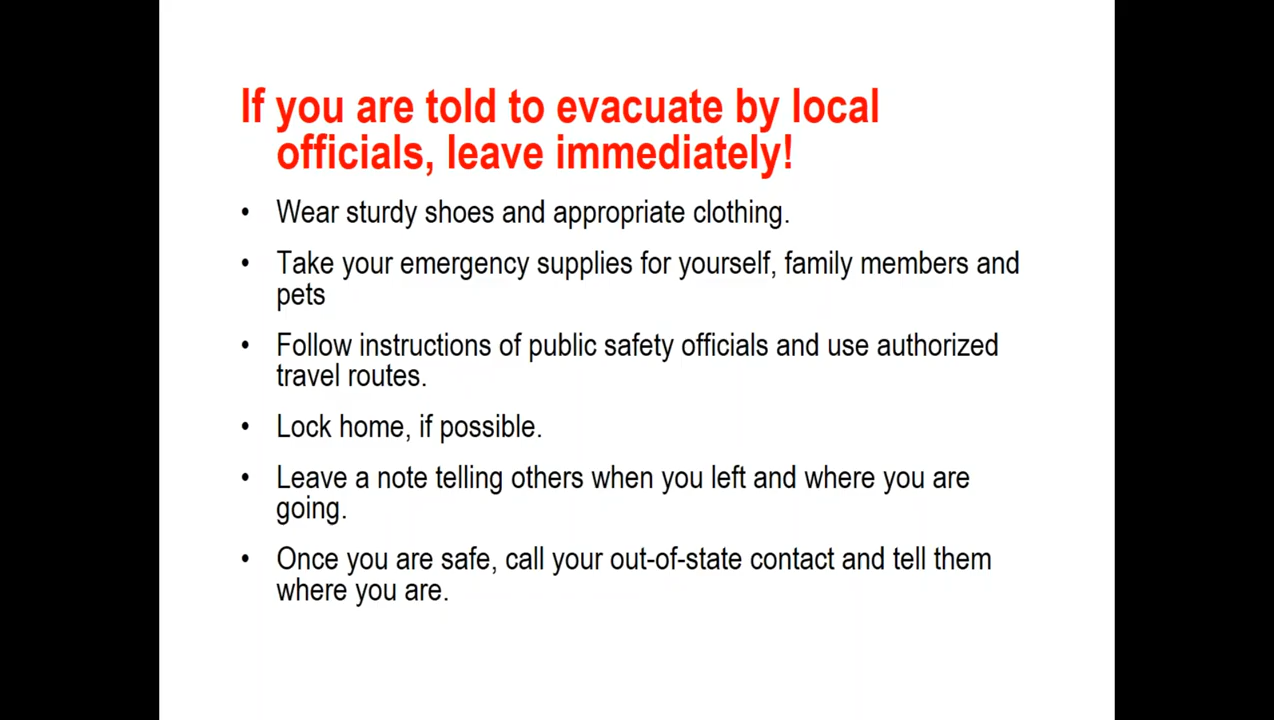 If you are told to evacuate by local
officials, leave immediately!
• Wear sturdy shoes and appropriate clothing.
• Take your emergency supplies for yourself, family members and
pets
• Follow instructions of public safety officials and use authorized
travel routes.
• Lock home, if possible.
• Leave a note telling others when you left and where you are
going.
• Once you are safe, call your out-of-state contact and tell them
where you are.